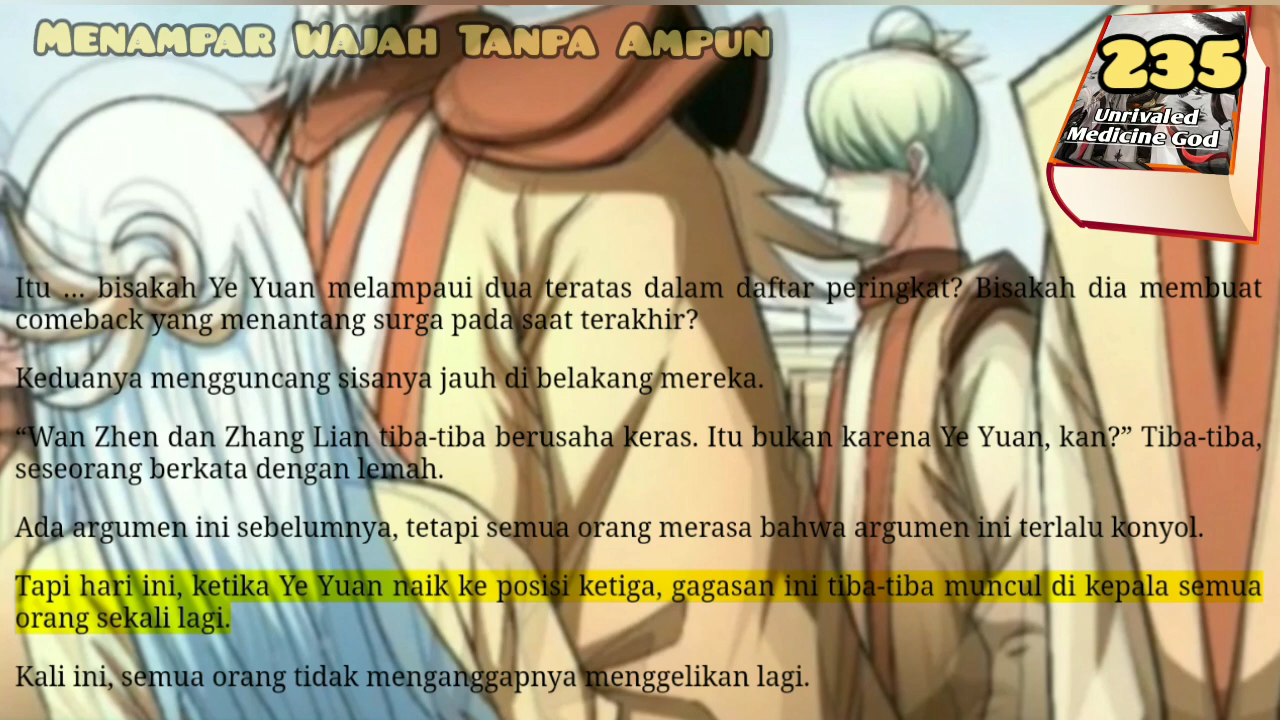 Menampar Wajah Tanpa Ampun
235
Unrivaled
Medicine God
Itu ... bisakah Ye Yuan melampaui dua teratas dalam daftar peringkat? Bisakah dia membuat
comeback yang menantang surga pada saat terakhir?
Keduanya mengguncang sisanya jauh di belakang mereka.
“Wan Zhen dan Zhang Lian tiba-tiba berusaha keras. Itu bukan karena Ye Yuan, kan?” Tiba-tiba,
seseorang berkata dengan lemah.
Ada argumen ini sebelumnya, tetapi semua orang merasa bahwa argumen ini terlalu konyol.
Tapi hari ini, ketika Ye Yuan naik ke posisi ketiga, gagasan ini tiba-tiba muncul di kepala semua
orang sekali lagi.
Kali ini, semua orang tidak menganggapnya menggelikan lagi.